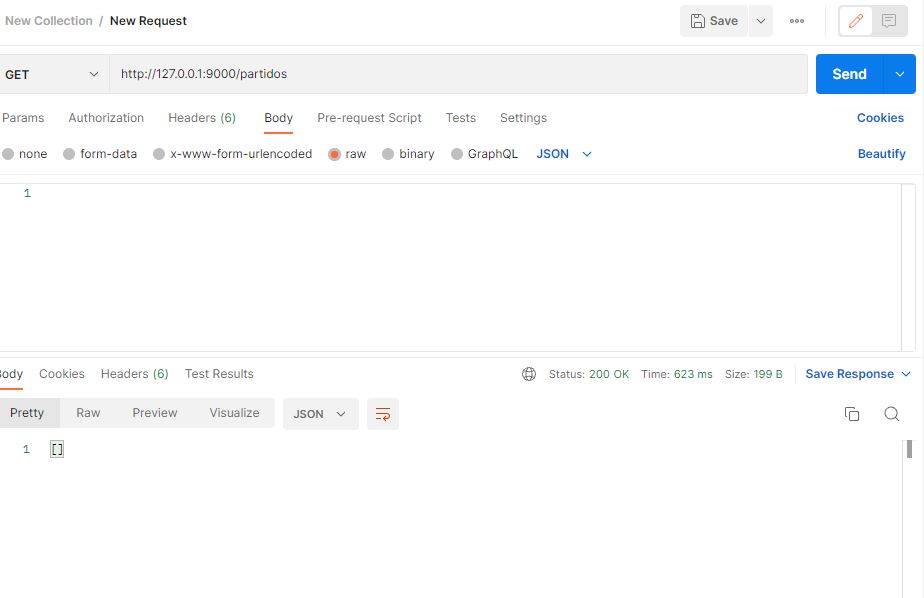 New Collection / New Request Save
GET http://127.0.0.1:9000/partidos Send
Params Authorization Headers (6) Body Pre-request Script Tests Settings Cookies
none form-data x-www-form-urlencoded raw binary GraphQL JSON Beautify
1
Body Cookies Headers (6) Test Results Status: 200 OK Time: 623 ms Size: 199 B Save Response
Pretty Raw Preview Visualize JSON
1 []